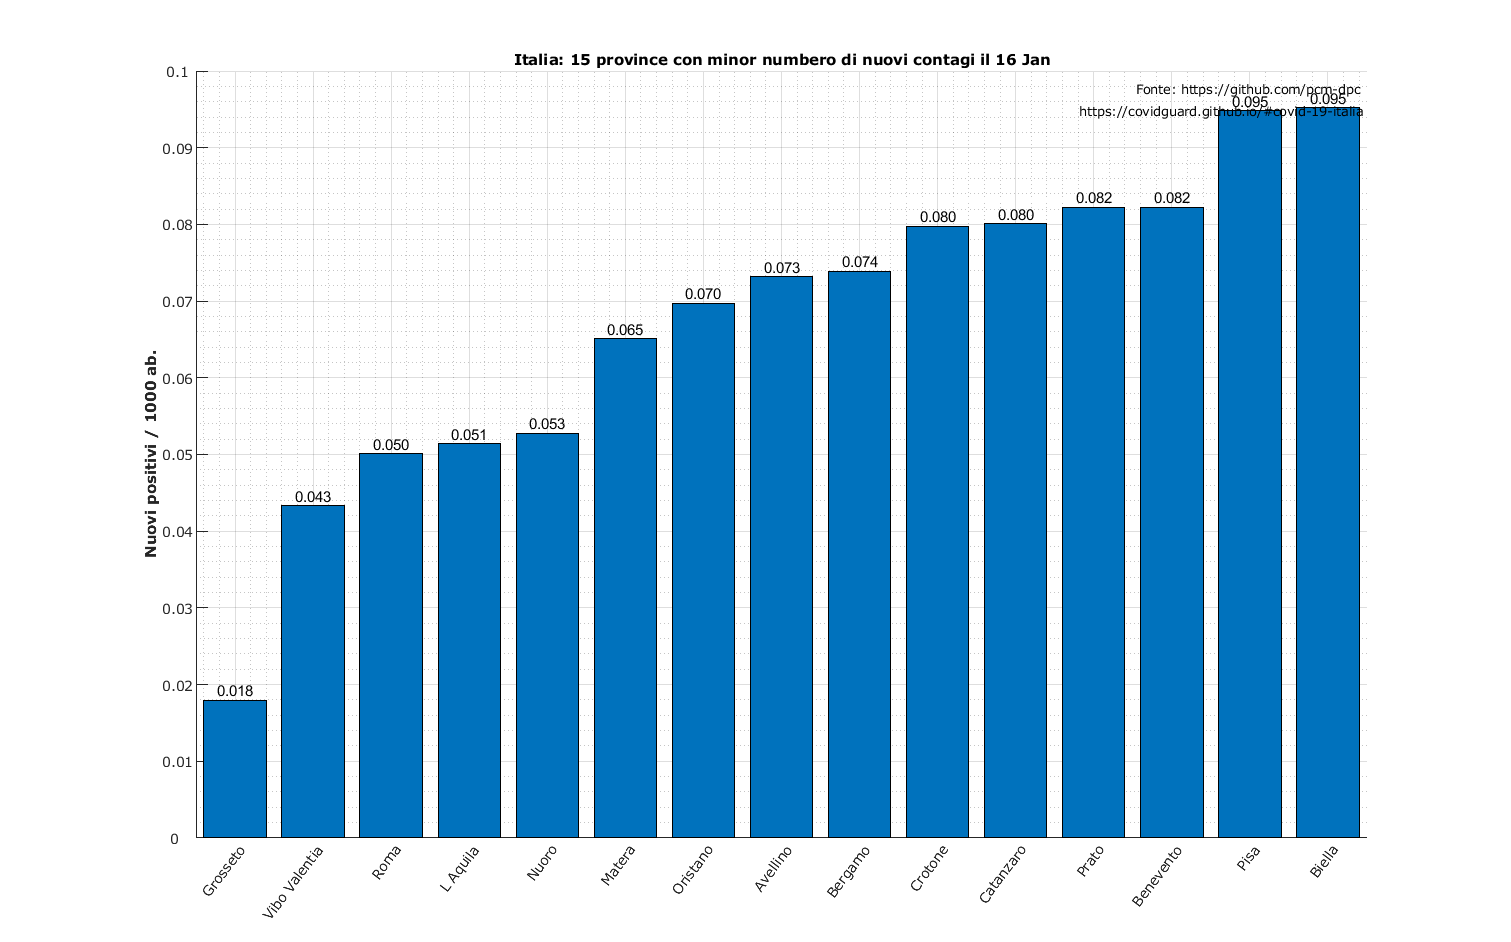 Italia: 15 province con minor numbero di nuovi contagi il 16 Jan
Fonte: https://github.com/pcm-dpc
https://covidguard.github.io/#covid-19-italia
Nuovi positivi / 1000 ab.
0.1
0.09
0.08
0.07
0.06
0.05
0.04
0.03
0.02
0.01
0
0.018
0.043
0.050
0.051
0.053
0.065
0.070
0.073
0.074
0.080
0.080
0.082
0.082
0.095
0.095
Grosseto
Vibo Valentia
Roma
L Aquila
Nuoro
Matera
Oristano
Avellino
Bergamo
Crotone
Catanzaro
Prato
Benevento
Pisa
Biella